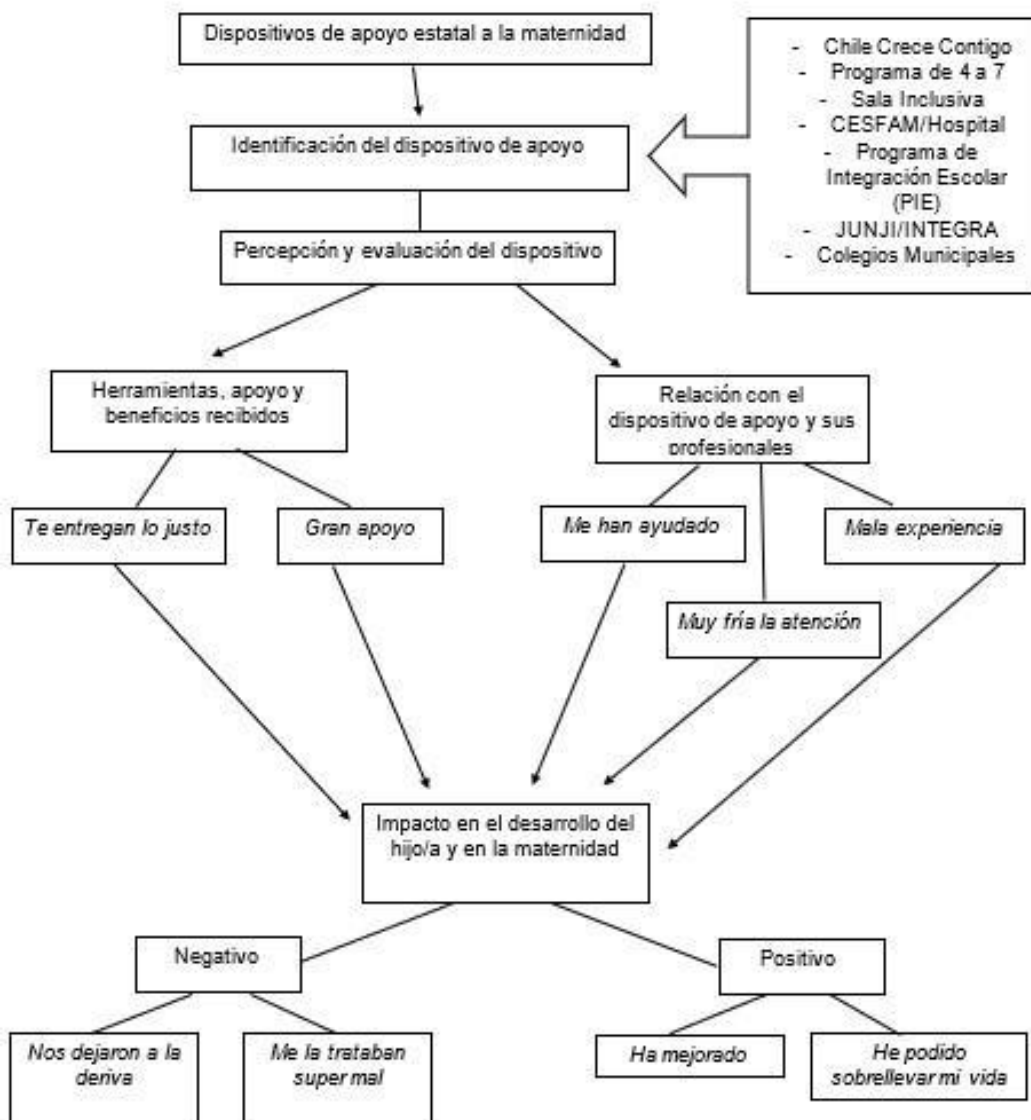 Dispositivos de apoyo estatal a la maternidad
- Chile Crece Contigo
- Programa de 4 a 7
- Sala Inclusiva
- CESFAM/Hospital
- Programa de
Integración Escolar
(PIE)
- JUNJI/INTEGRA
- Colegios Municipales
Identificación del dispositivo de apoyo
Percepción y evaluación del dispositivo
Herramientas, apoyo y
beneficios recibidos
Relación con el
dispositivo de apoyo y sus
profesionales
Te entregan lo justo
Gran apoyo
Me han ayudado
Mala experiencia
Muy fría la atención
Impacto en el desarrollo del
hijo/a y en la maternidad
Negativo
Positivo
Nos dejaron a la
deriva
Me la trataban
super mal
Ha mejorado
He podido
sobrellevar mi vida